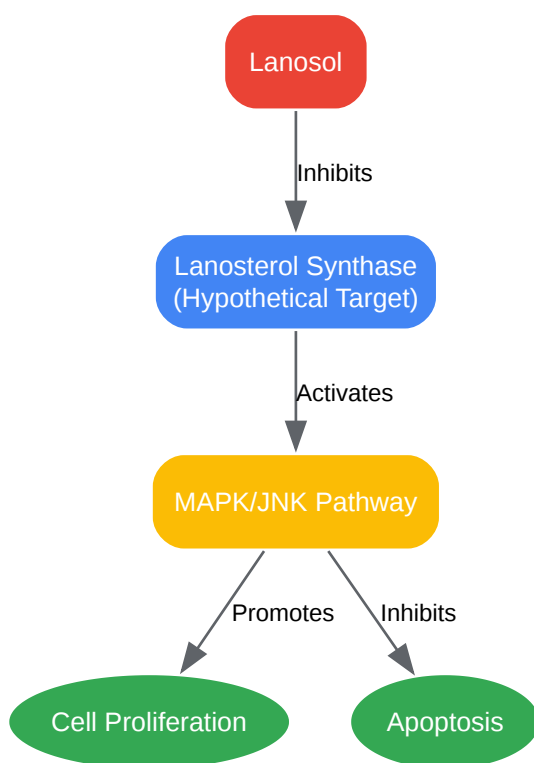 Lanosol
Inhibits
Lanosterol Synthase
(Hypothetical Target)
Activates
MAPK/JNK Pathway
Promotes
Inhibits
Cell Proliferation
Apoptosis